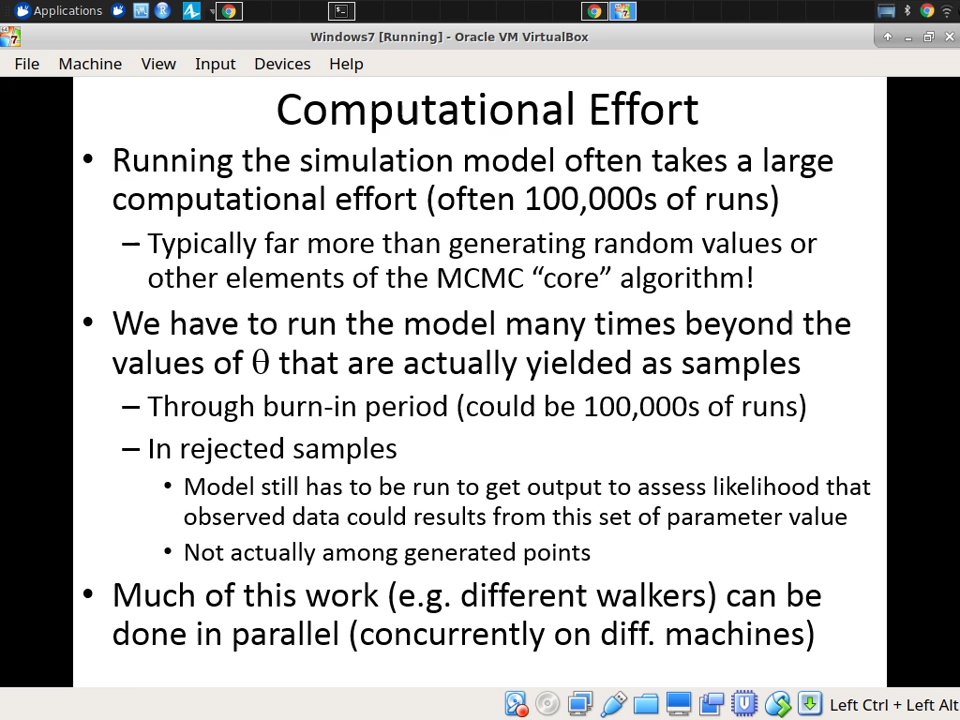 Applications
Windows7 [Running] - Oracle VM VirtualBox
File Machine View Input Devices Help
Computational Effort
• Running the simulation model often takes a large
computational effort (often 100,000s of runs)
– Typically far more than generating random values or
other elements of the MCMC “core” algorithm!
• We have to run the model many times beyond the
values of θ that are actually yielded as samples
– Through burn-in period (could be 100,000s of runs)
– In rejected samples
• Model still has to be run to get output to assess likelihood that
observed data could results from this set of parameter value
• Not actually among generated points
• Much of this work (e.g. different walkers) can be
done in parallel (concurrently on diff. machines)
Left Ctrl + Left Alt